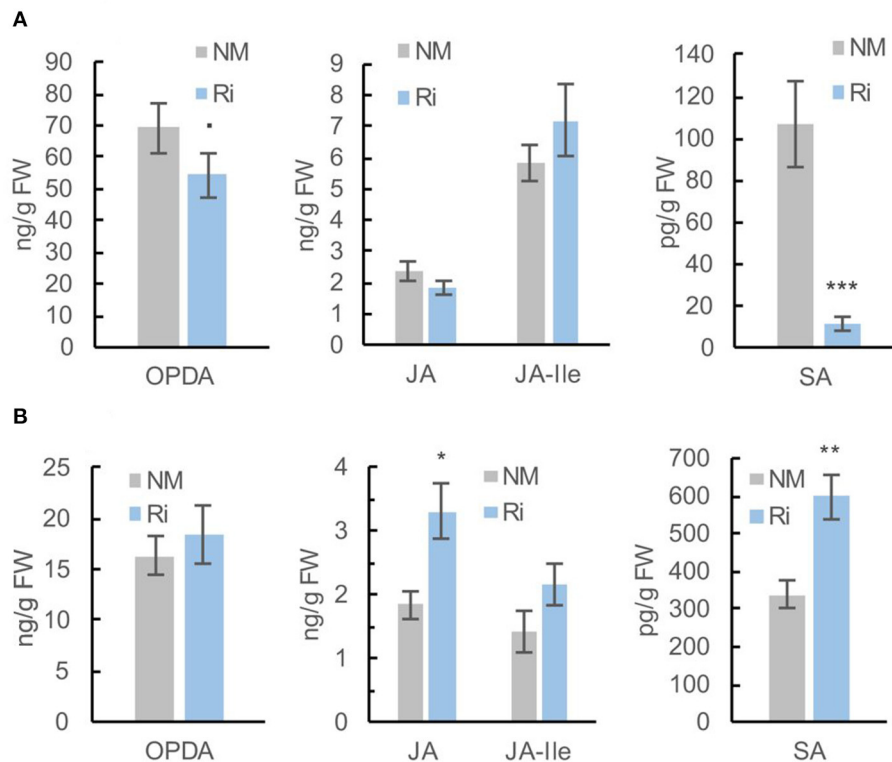 A
NM
Ri
90
80
70
60
50
40
30
20
10
0
ng/g FW
.
OPDA
NM
Ri
9
8
7
6
5
4
3
2
1
0
ng/g FW
JA
JA-Ile
NM
Ri
140
120
100
80
60
40
20
0
pg/g FW
***
SA
B
NM
Ri
25
20
15
10
5
0
ng/g FW
OPDA
NM
Ri
4
3
2
1
0
ng/g FW
*
JA
JA-Ile
NM
Ri
700
600
500
400
300
200
100
0
pg/g FW
**
SA